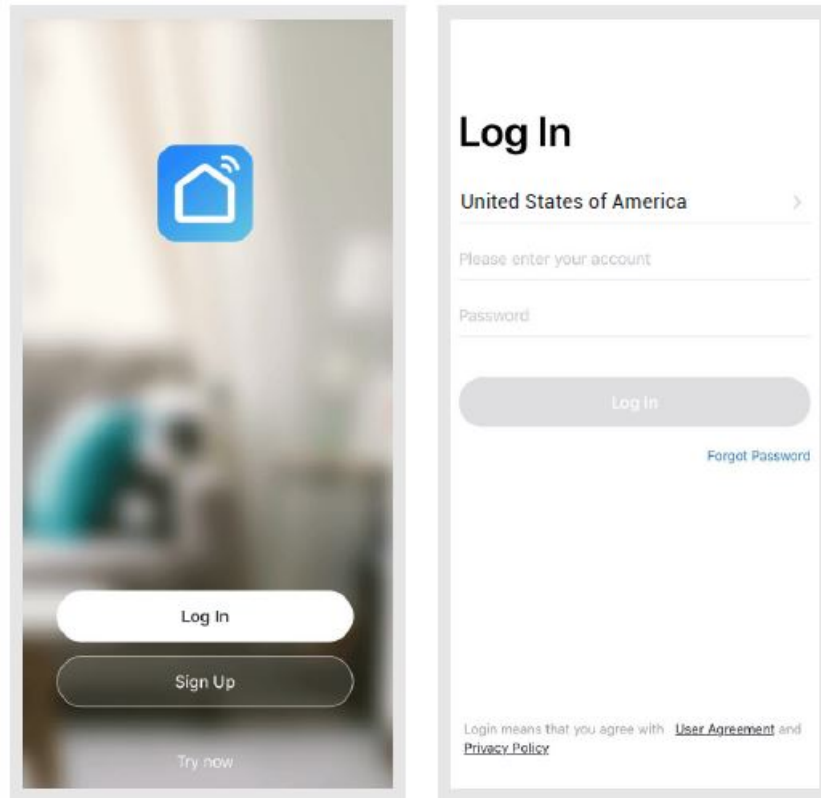 Log In
Sign Up
Try now
Log In
United States of America
Please enter your account
Password
Log In
Forgot Password
Login means that you agree with User Agreement and
Privacy Policy